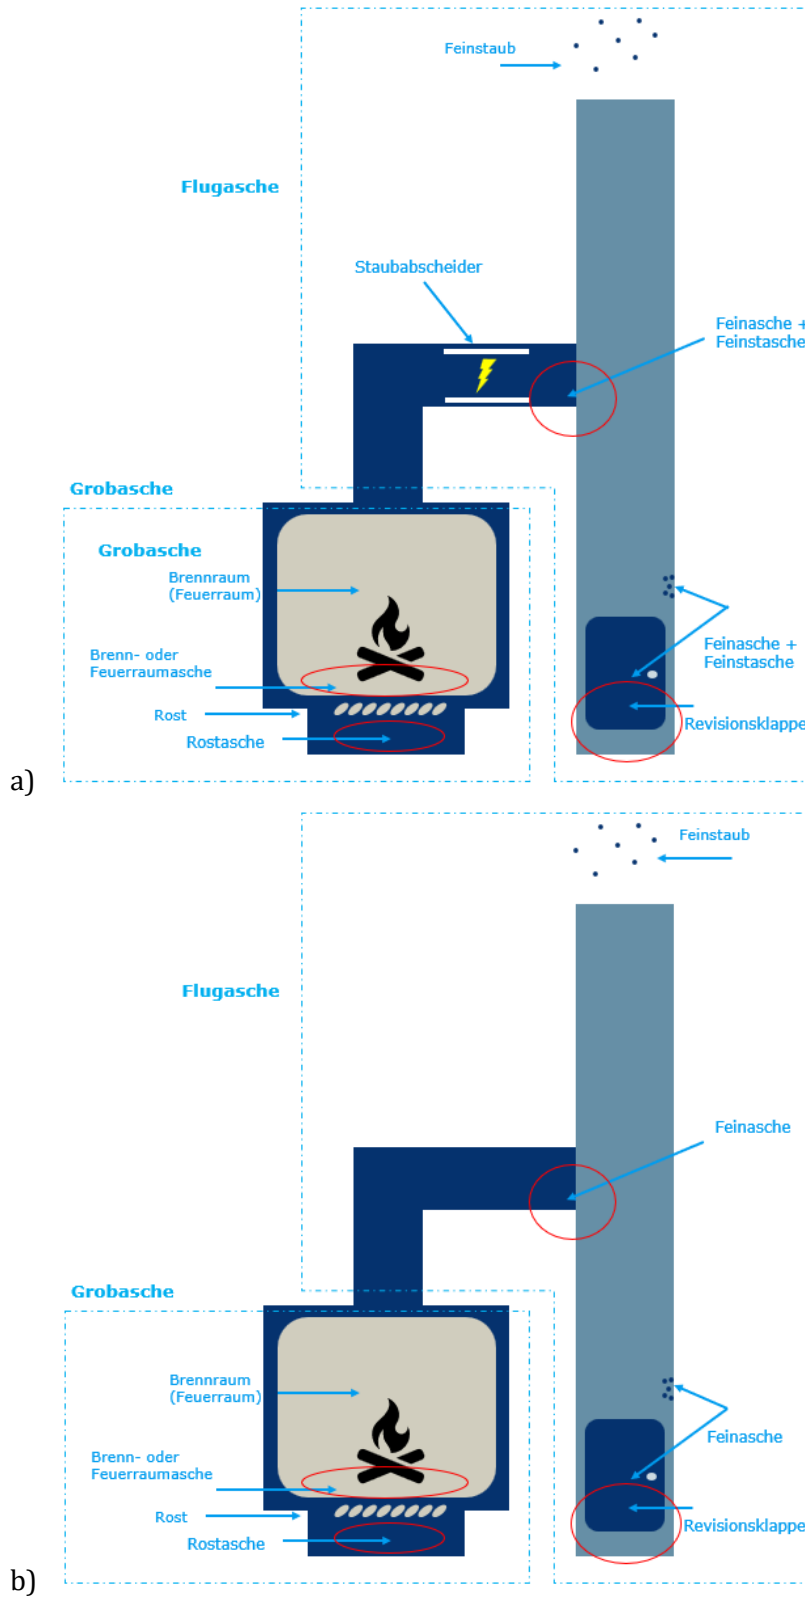 Feinstaub
Flugasche
Staubabscheider
Feinasche +
Feinstasche
Grobasche
Grobasche
Brennraum
(Feuerraum)
Brenn- oder
Feuerraumasche
Feinasche +
Feinstasche
Rost
Revisionsklappe
Rostasche
a)
Feinstaub
Flugasche
Feinasche
Grobasche
Brennraum
(Feuerraum)
Brenn- oder
Feuerraumasche
Feinasche
Rost
Revisionsklappe
Rostasche
b)